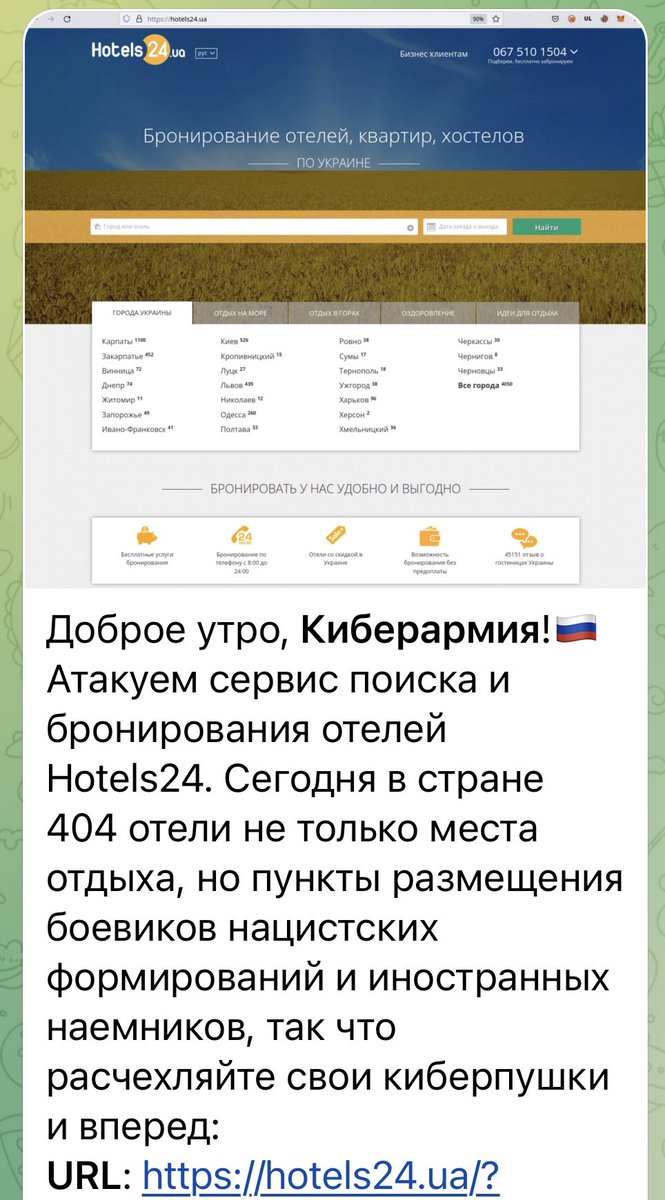 https://hotels24.ua
90%
UL
Hotels24.ua
рус
Бизнес клиентам
067 510 1504
Подберем, бесплатно забронируем
Бронирование отелей, квартир, хостелов
ПО УКРАИНЕ
Город или отель
Дата заезда и выезда
Найти
ГОРОДА УКРАИНЫ
ОТДЫХ НА МОРЕ
ОТДЫХ В ГОРАХ
ОЗДОРОВЛЕНИЕ
ИДЕИ ДЛЯ ОТДЫХА
Карпаты 1100
Закарпатье 452
Винница 72
Днепр 74
Житомир 11
Запорожье 49
Ивано-Франковск 41
Киев 526
Кропивницкий 15
Луцк 27
Львов 439
Николаев 12
Одесса 260
Полтава 33
Ровно 38
Сумы 17
Тернополь 18
Ужгород 38
Харьков 96
Херсон 2
Хмельницкий 36
Черкассы 30
Чернигов 8
Черновцы 33
Все города 4050
БРОНИРОВАТЬ У НАС УДОБНО И ВЫГОДНО
Бесплатные услуги
бронирования
24
Бронирование по
телефону с 8:00 до
24:00
Отели со скидкой в
Украине
Возможность
бронирования без
предоплаты
45151 отзыв о
гостиницах Украины
Доброе утро, Киберармия!🇷🇺
Атакуем сервис поиска и
бронирования отелей
Hotels24. Сегодня в стране
404 отели не только места
отдыха, но пункты размещения
боевиков нацистских
формирований и иностранных
наемников, так что
расчехляйте свои киберпушки
и вперед:
URL: https://hotels24.ua/?